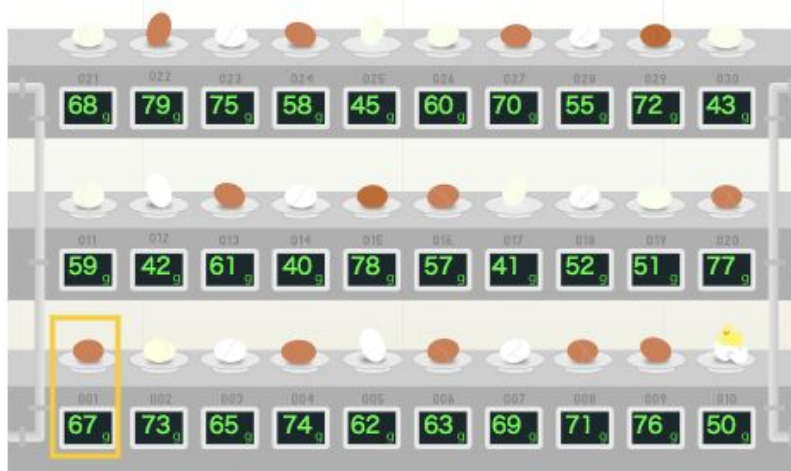 021 022 023 024 025 026 027 028 029 030
68g 79g 75g 58g 45g 60g 70g 55g 72g 43g
011 012 013 014 015 016 017 018 019 020
59g 42g 61g 40g 78g 57g 41g 52g 51g 77g
001 002 003 004 005 006 007 008 009 010
67g 73g 65g 74g 62g 63g 69g 71g 76g 50g